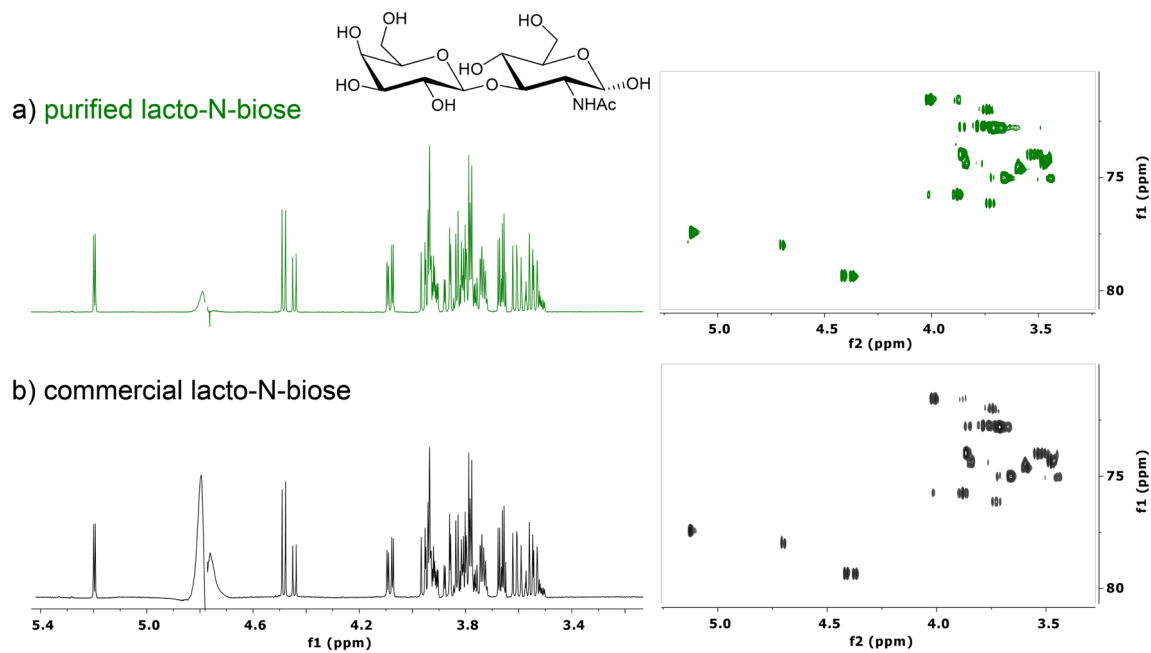 OH
HO
HO
OH
O
HO
O
HO
HO
O
OH
O
OH
NHAc
a) purified lacto-N-biose
75
80
f1 (ppm)
5.0
4.5
4.0
3.5
f2 (ppm)
b) commercial lacto-N-biose
75
80
f1 (ppm)
5.4
5.0
4.6
4.2
3.8
3.4
f1 (ppm)
5.0
4.5
4.0
3.5
f2 (ppm)